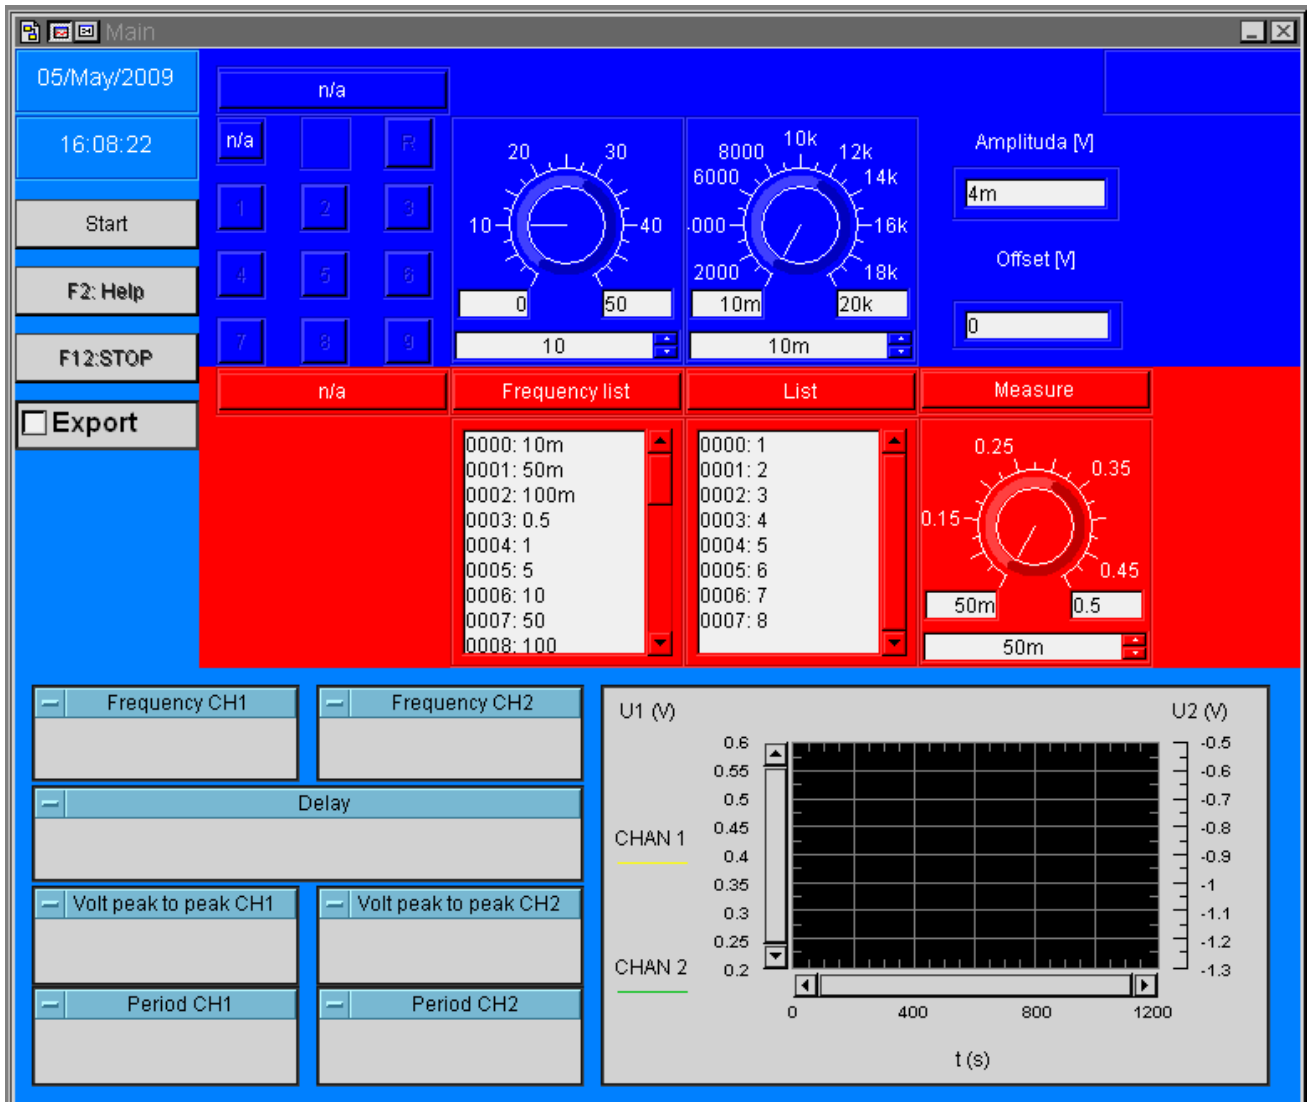 Main
05/May/2009
16:08:22
Start
F2: Help
F12:STOP
Export
n/a
n/a
R
1 2 3
4 5 6
7 8 9
20 30
10 40
0 50
10
10k
8000 12k
6000 14k
000 16k
2000 18k
10m 20k
10m
Amplituda [V]
4m
Offset [V]
0
n/a
Frequency list
0000: 10m
0001: 50m
0002: 100m
0003: 0.5
0004: 1
0005: 5
0006: 10
0007: 50
0008: 100
List
0000: 1
0001: 2
0002: 3
0003: 4
0004: 5
0005: 6
0006: 7
0007: 8
Measure
0.25
0.35
0.15
0.45
50m 0.5
50m
Frequency CH1
Frequency CH2
Delay
Volt peak to peak CH1
Volt peak to peak CH2
Period CH1
Period CH2
U1 (V)
U2 (V)
0.6
0.55
0.5
0.45
0.4
0.35
0.3
0.25
0.2
CHAN 1
CHAN 2
-0.5
-0.6
-0.7
-0.8
-0.9
-1
-1.1
-1.2
-1.3
0 400 800 1200
t (s)